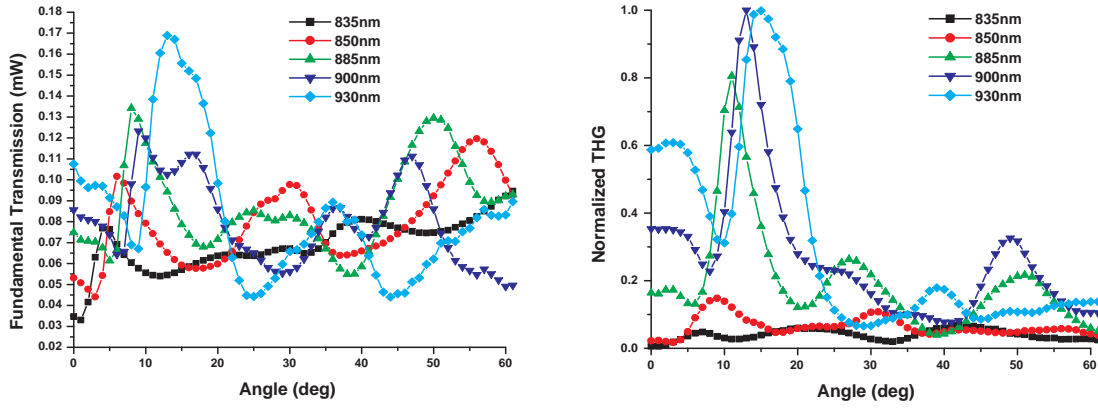 0.18
0.17
0.16
0.15
0.14
0.13
0.12
0.11
0.10
0.09
0.08
0.07
0.06
0.05
0.04
0.03
0.02
Fundamental Transmission (mW)
835nm
850nm
885nm
900nm
930nm
0 10 20 30 40 50 60
Angle (deg)
1.0
0.8
0.6
0.4
0.2
0.0
Normalized THG
835nm
850nm
885nm
900nm
930nm
0 10 20 30 40 50 60
Angle (deg)